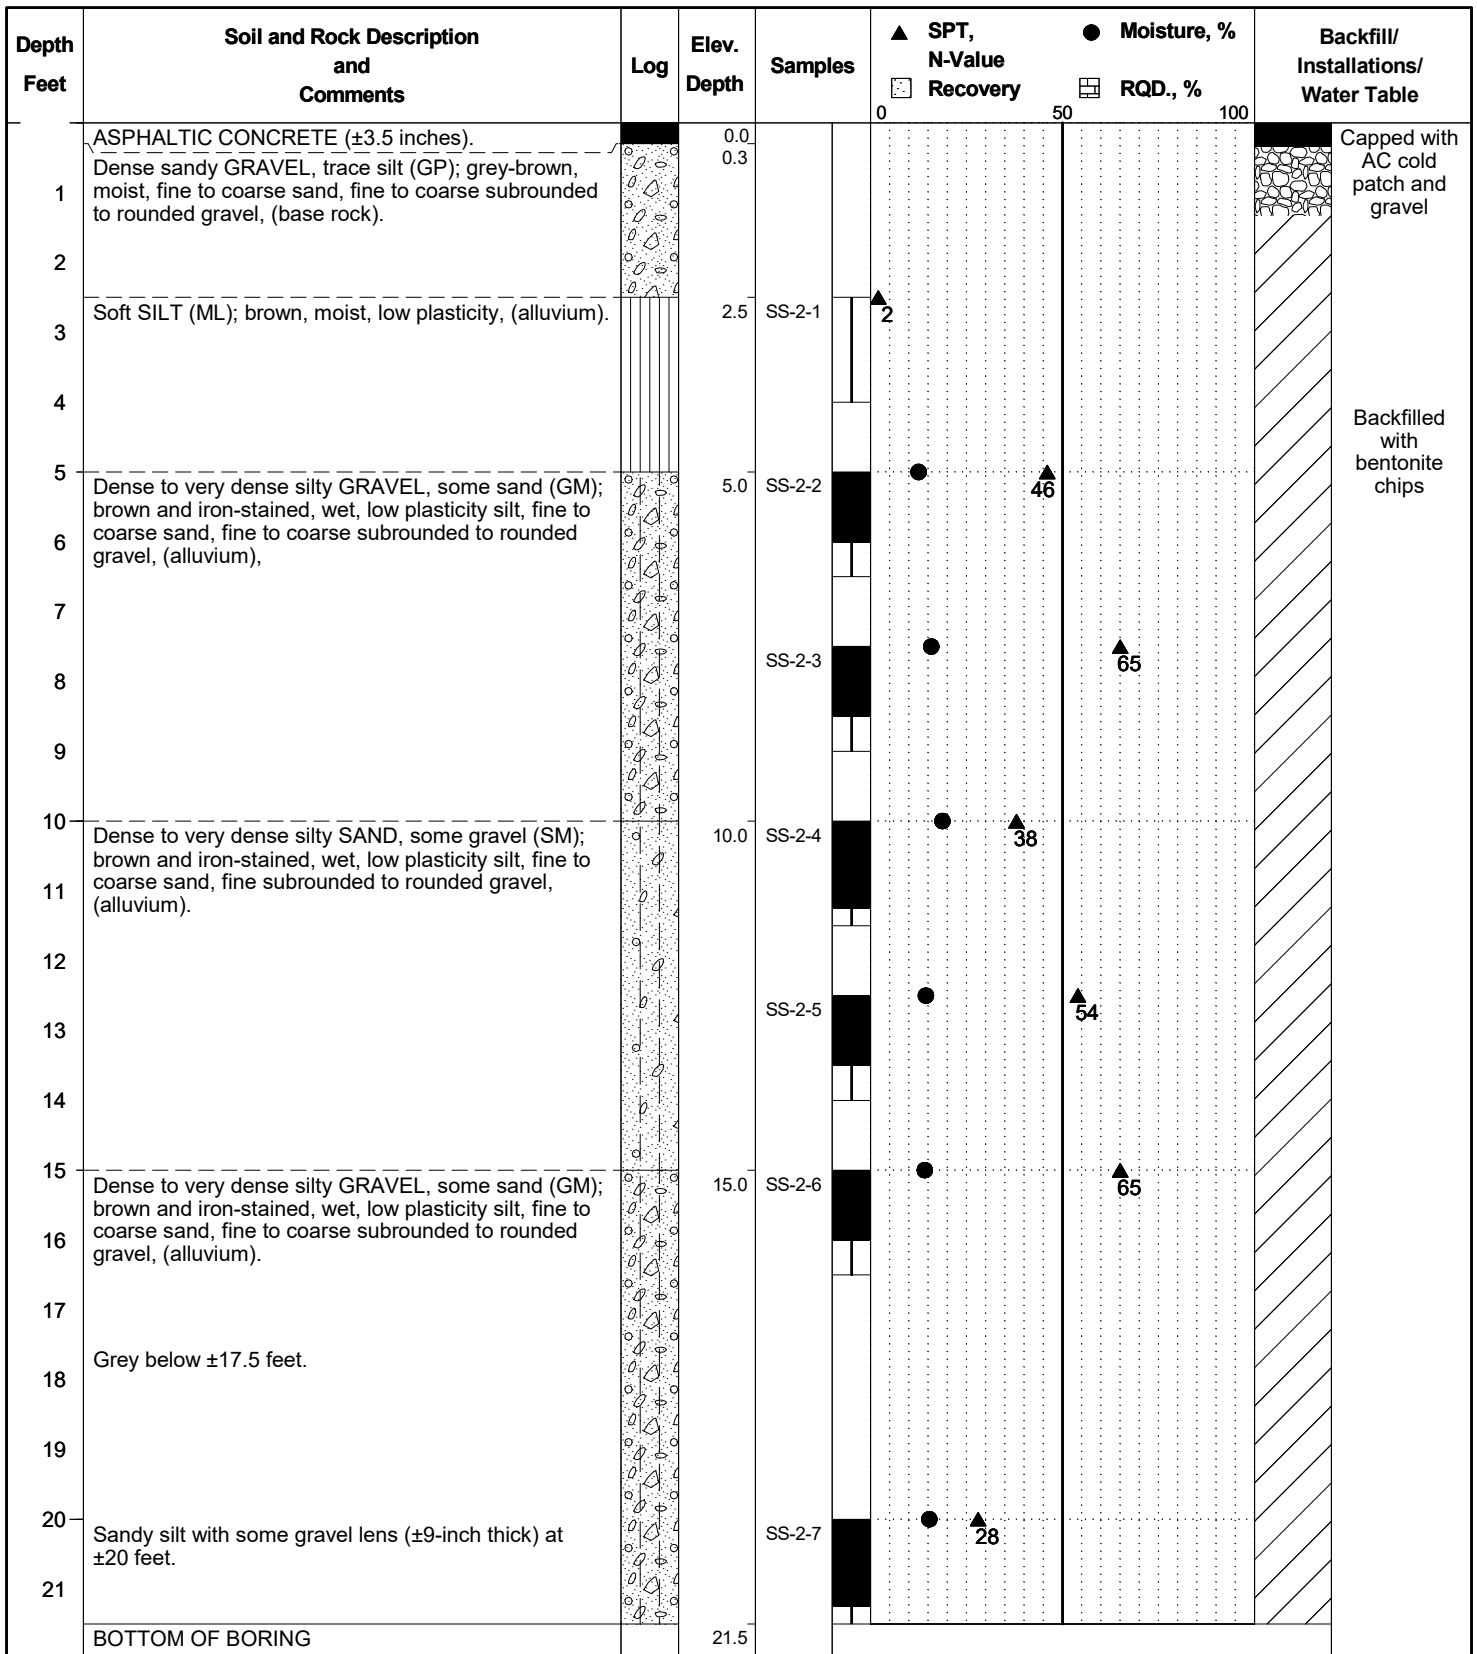 Depth
Feet
Soil and Rock Description
and
Comments
Log
Elev.
Depth
Samples
SPT,
N-Value
Moisture, %
Recovery
RQD., %
0
50
100
Backfill/
Installations/
Water Table
ASPHALTIC CONCRETE (±3.5 inches).
0.0
Capped with
AC cold
patch and
gravel
Dense sandy GRAVEL, trace silt (GP); grey-brown,
moist, fine to coarse sand, fine to coarse subrounded
to rounded gravel, (base rock).
0.3
1
2
Soft SILT (ML); brown, moist, low plasticity, (alluvium).
2.5
SS-2-1
2
3
4
Backfilled
with
bentonite
chips
5
Dense to very dense silty GRAVEL, some sand (GM);
brown and iron-stained, wet, low plasticity silt, fine to
coarse sand, fine to coarse subrounded to rounded
gravel, (alluvium),
5.0
SS-2-2
46
6
7
SS-2-3
65
8
9
10
Dense to very dense silty SAND, some gravel (SM);
brown and iron-stained, wet, low plasticity silt, fine to
coarse sand, fine subrounded to rounded gravel,
(alluvium).
10.0
SS-2-4
38
11
12
SS-2-5
54
13
14
15
Dense to very dense silty GRAVEL, some sand (GM);
brown and iron-stained, wet, low plasticity silt, fine to
coarse sand, fine to coarse subrounded to rounded
gravel, (alluvium).
15.0
SS-2-6
65
16
17
Grey below ±17.5 feet.
18
19
20
Sandy silt with some gravel lens (±9-inch thick) at
±20 feet.
SS-2-7
28
21
BOTTOM OF BORING
21.5